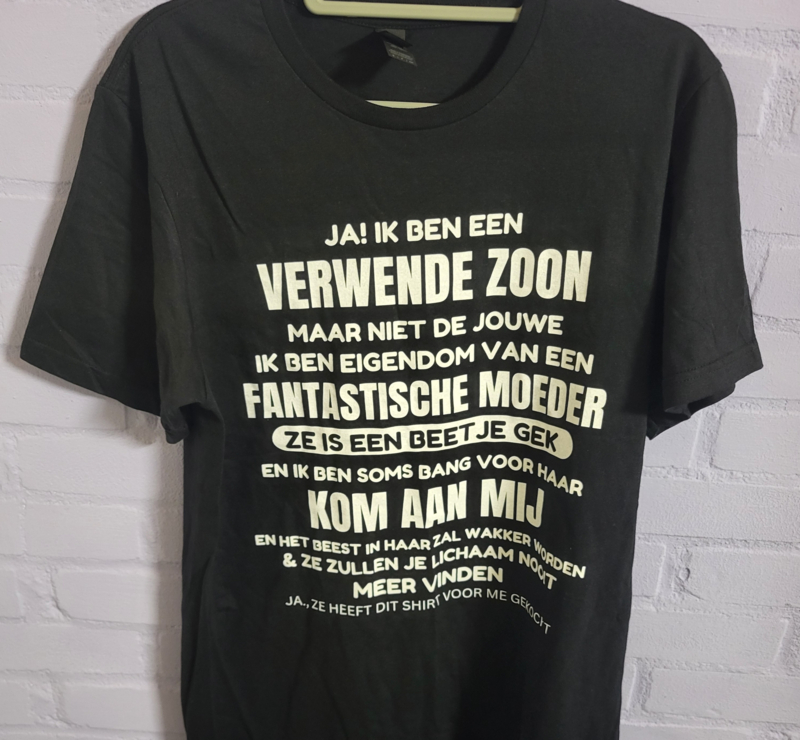 JA! IK BEN EEN
VERWENDE ZOON
MAAR NIET DE JOUWE
IK BEN EIGENDOM VAN EEN
FANTASTISCHE MOEDER
ZE IS EEN BEETJE GEK
EN IK BEN SOMS BANG VOOR HAAR
KOM AAN MIJ
EN HET BEEST IN HAAR ZAL WAKKER WORDEN
& ZE ZULLEN JE LICHAAM NOOIT
MEER VINDEN
JA., ZE HEEFT DIT SHIRT VOOR ME GEKOCHT